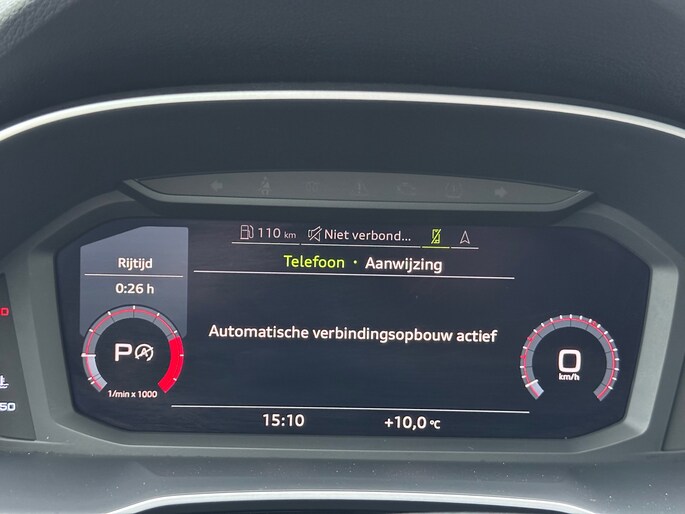 110 km
Niet verbond...
Telefoon · Aanwijzing
Rijtijd
0:26 h
Automatische verbindingsopbouw actief
P
A
1/min x 1000
0
km/h
15:10
+10,0 °C
50